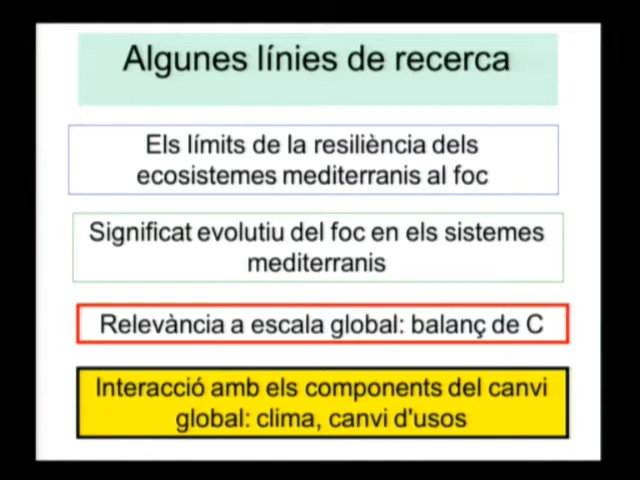 Algunes línies de recerca
Els límits de la resiliència dels
ecosistemes mediterranis al foc
Significat evolutiu del foc en els sistemes
mediterranis
Relevància a escala global: balanç de C
Interacció amb els components del canvi
global: clima, canvi d'usos